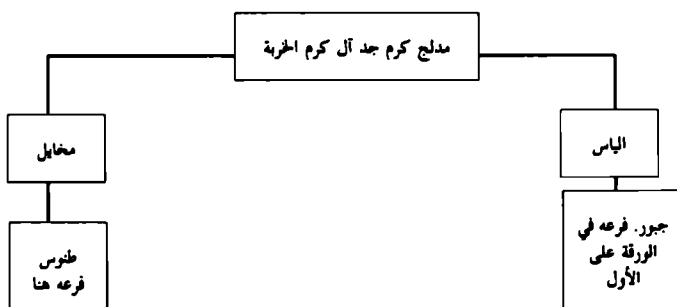 مدلج كرم جد آل كرم الخربة
الياس
مخايل
جبور. فرعه في
الورقة على
الأول
طنوس
فرعه هنا